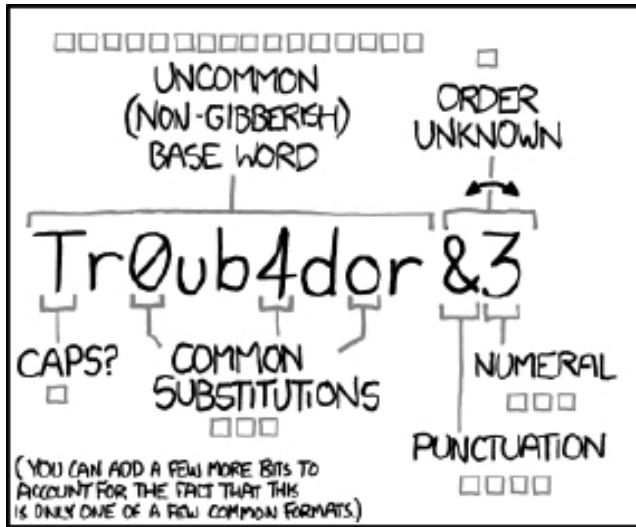 UNCOMMON
(NON-GIBBERISH)
BASE WORD
ORDER
UNKNOWN
Tr0ub4dor &3
CAPS?
COMMON
SUBSTITUTIONS
NUMERAL
PUNCTUATION
(YOU CAN ADD A FEW MORE BITS TO
ACCOUNT FOR THE FACT THAT THIS
IS ONLY ONE OF A FEW COMMON FORMATS.)